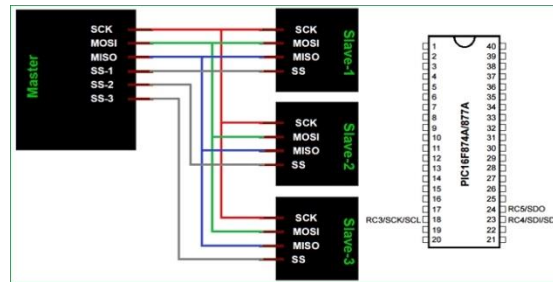 Master
SCK
MOSI
MISO
SS-1
SS-2
SS-3
SCK
MOSI
MISO
SS
Slave-1
SCK
MOSI
MISO
SS
Slave-2
SCK
MOSI
MISO
SS
Slave-3
PIC16F874A/877A
1 40
2 39
3 38
4 37
5 36
6 35
7 34
8 33
9 32
10 31
11 30
12 29
13 28
14 27
15 26
16 25
17 24 RC5/SDO
RC3/SCK/SCL 18 23 RC4/SDI/SD
19 22
20 21